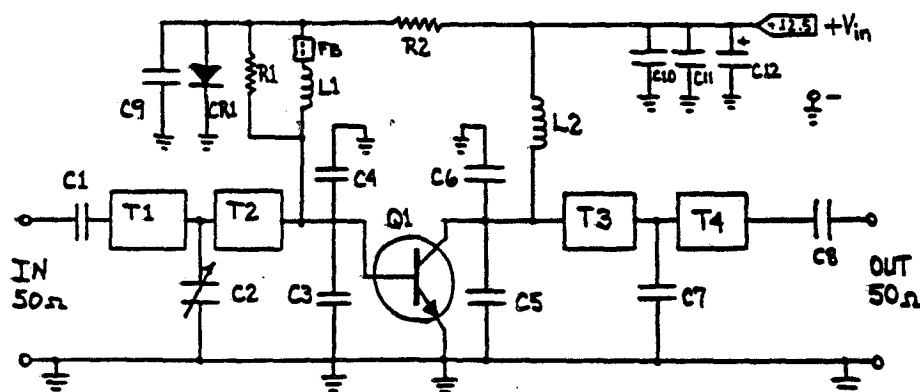 +12.5 +Vin
R2
FB
R1
L1
C9
CR1
C10
C11
+
C12
-
L2
C4
C6
C1
T1
T2
Q1
T3
T4
C8
IN
50Ω
C2
C3
C5
C7
OUT
50Ω